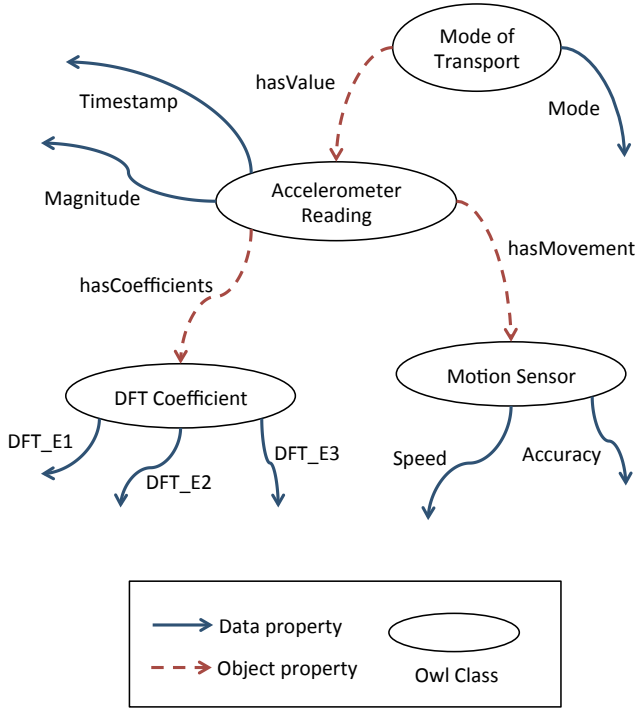 Mode of
Transport
hasValue
Timestamp
Mode
Magnitude
Accelerometer
Reading
hasMovement
hasCoefficients
Motion Sensor
DFT Coefficient
DFT_E1
DFT_E2
DFT_E3
Speed
Accuracy
Data property
Object property
Owl Class